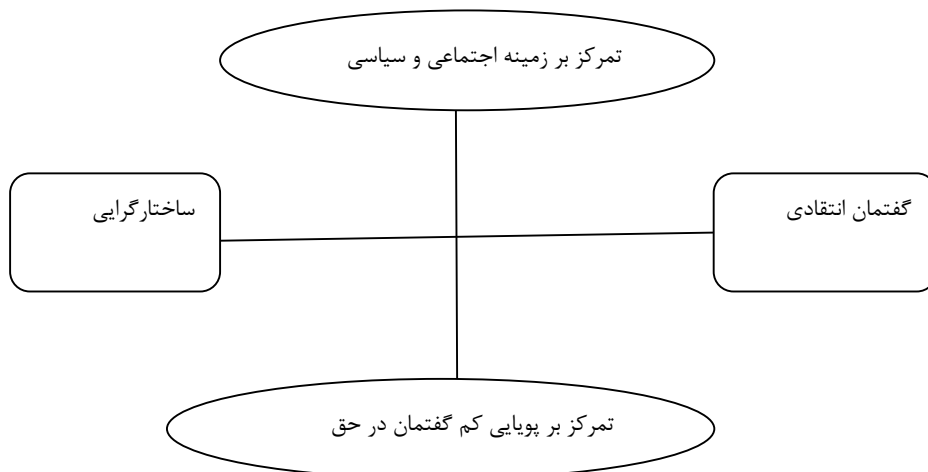 تمرکز بر زمینه اجتماعی و سیاسی
گفتمان انتقادی
ساختارگرایی
تمرکز بر پویایی کم گفتمان در حق